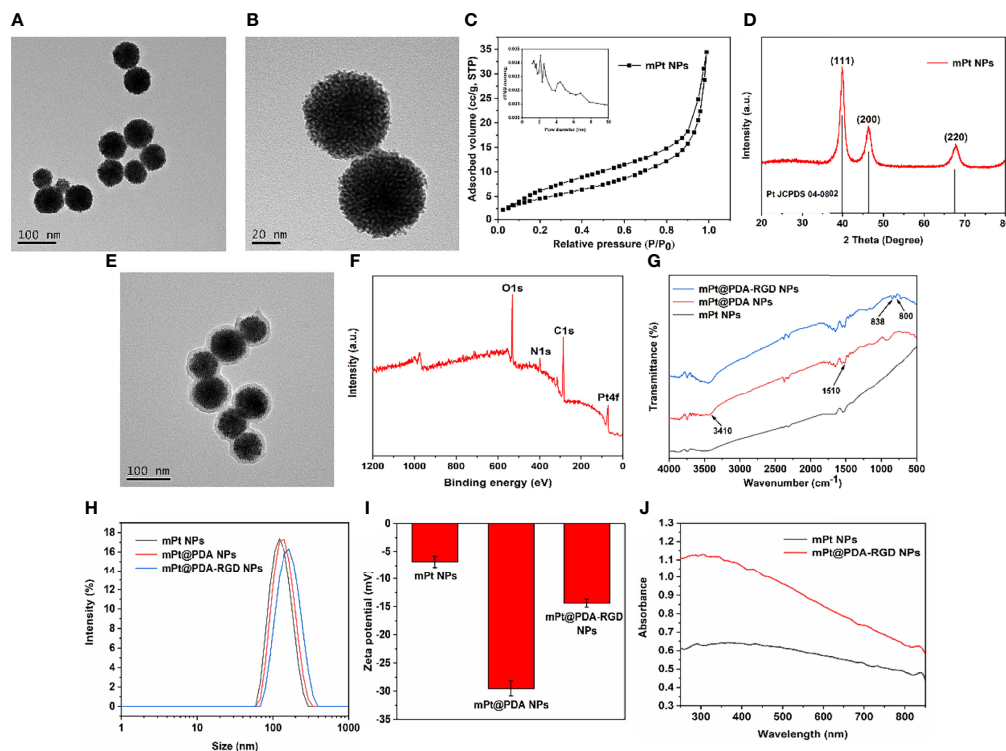 A
100 nm
B
20 nm
C
Adsorbed volume (cc/g, STP)
35
30
25
20
15
10
5
0
0.0 0.2 0.4 0.6 0.8 1.0
Relative pressure (P/P0)
mPt NPs
0 2 4 6 8 10
Pore diameter (nm)
D
Intensity (a.u.)
mPt NPs
(111)
(200)
(220)
Pt JCPDS 04-0802
20 30 40 50 60 70 80
2 Theta (Degree)
E
100 nm
F
Intensity (a.u.)
O1s
C1s
N1s
Pt4f
1200 1000 800 600 400 200 0
Binding energy (eV)
G
Transmittance (%)
mPt@PDA-RGD NPs
mPt@PDA NPs
mPt NPs
838 800
1510
3410
4000 3500 3000 2500 2000 1500 1000 500
Wavenumber (cm-1)
H
Intensity (%)
18
16
14
12
10
8
6
4
2
0
mPt NPs
mPt@PDA NPs
mPt@PDA-RGD NPs
1 10 100 1000
Size (nm)
I
Zeta potential (mV)
0
-5
-10
-15
-20
-25
-30
-35
mPt NPs
mPt@PDA-RGD
NPs
mPt@PDA NPs
J
Absorbance
1.3
1.2
1.1
1.0
0.9
0.8
0.7
0.6
0.5
0.4
0.3
mPt NPs
mPt@PDA-RGD NPs
300 400 500 600 700 800
Wavelength (nm)